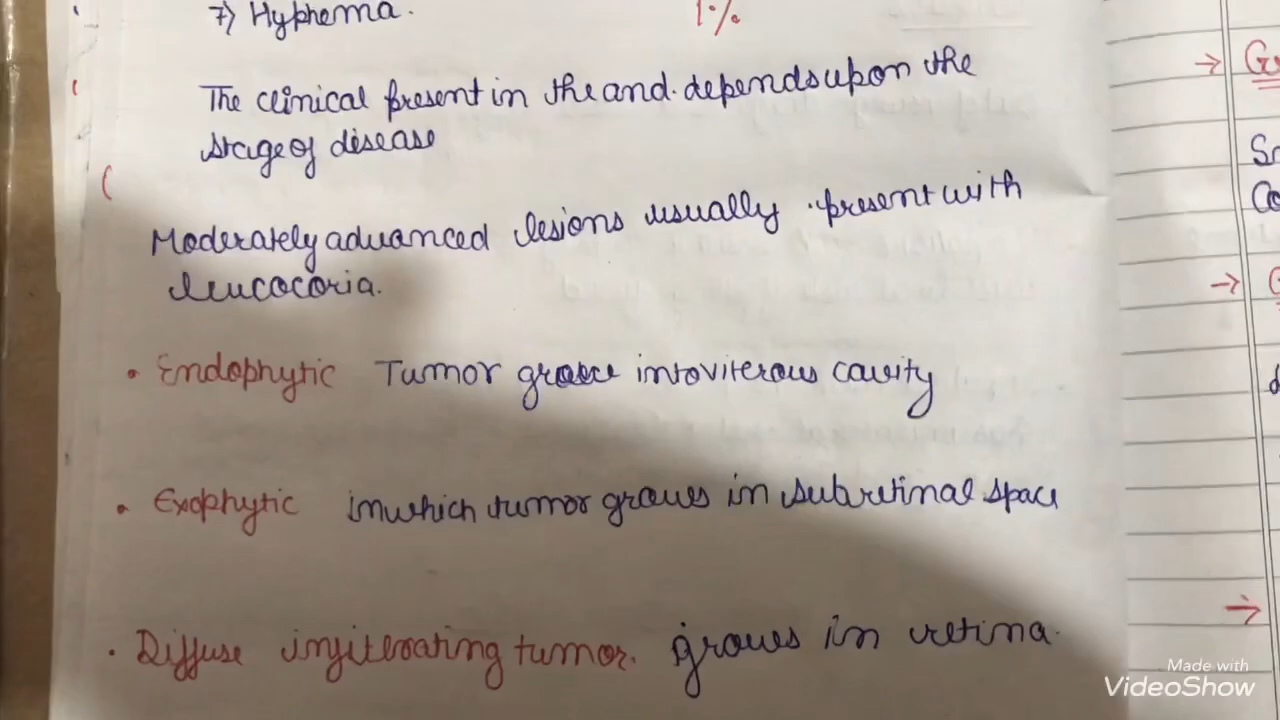 7) Hyphema. 1%
The clinical present in the and. depends upon the
stage of disease
Moderately advanced lesions usually present with
leucocoria.
• Endophytic Tumor grows into viterous cavity
• Exophytic in which tumor grows in subretinal space
• Diffuse infilterating tumor. grows in retina.
Made with
VideoShow